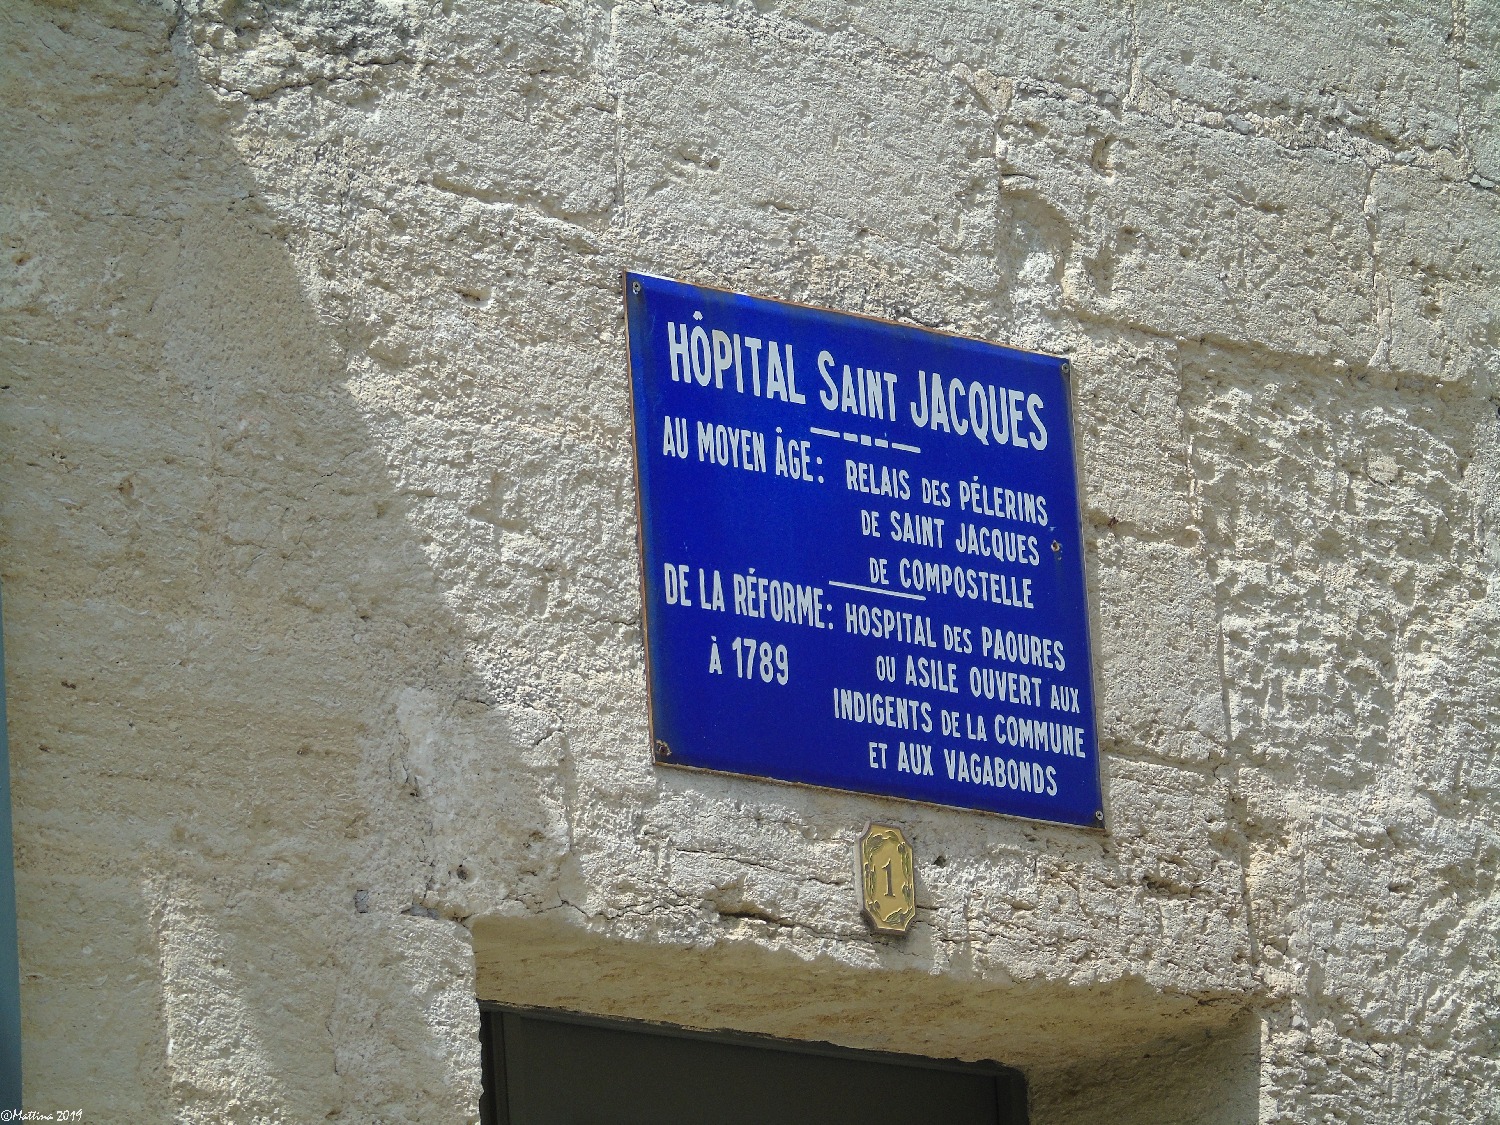 HÔPITAL SAINT JACQUES
AU MOYEN ÂGE : RELAIS DES PÉLERINS
DE SAINT JACQUES
DE COMPOSTELLE
DE LA RÉFORME : HOSPITAL DES PAOURES
À 1789 OU ASILE OUVERT AUX
INDIGENTS DE LA COMMUNE
ET AUX VAGABONDS
1
©Mattina 2019